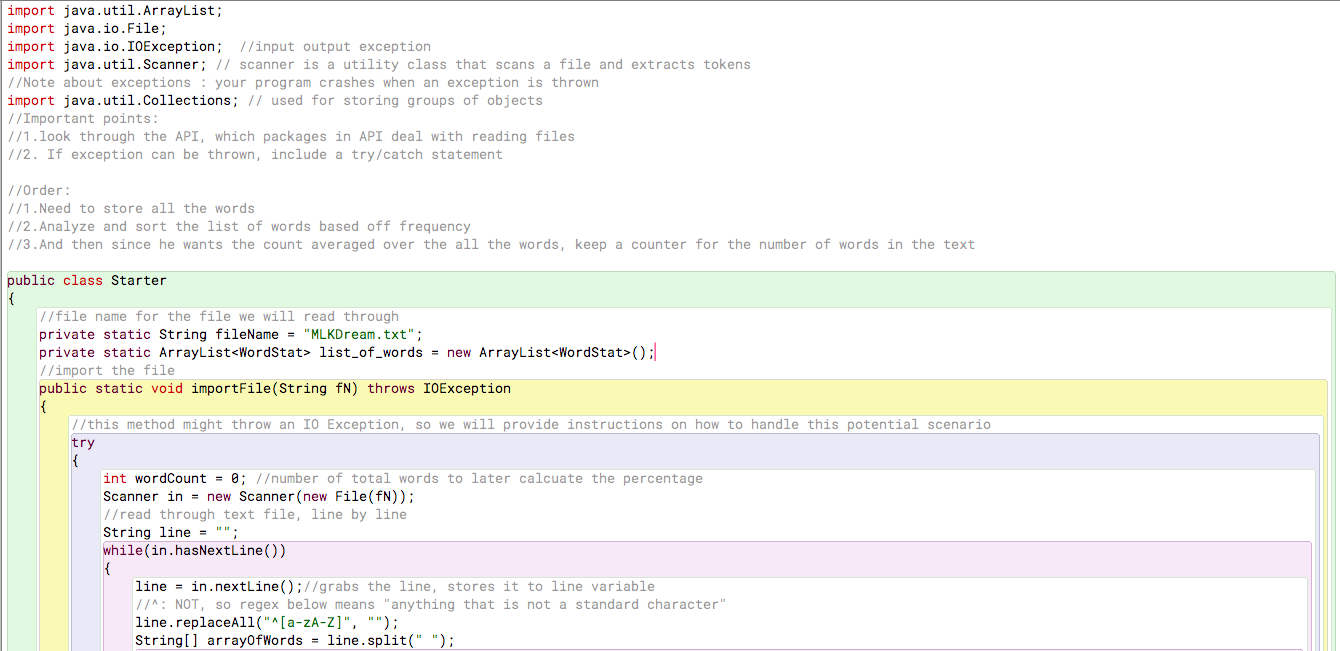 import java.util.ArrayList;
import java.io.File;
import java.io.IOException;  //input output exception
import java.util.Scanner; // scanner is a utility class that scans a file and extracts tokens
//Note about exceptions : your program crashes when an exception is thrown
import java.util.Collections; // used for storing groups of objects
//Important points:
//1.look through the API, which packages in API deal with reading files
//2. If exception can be thrown, include a try/catch statement
//Order:
//1.Need to store all the words
//2.Analyze and sort the list of words based off frequency
//3.And then since he wants the count averaged over the all the words, keep a counter for the number of words in the text
public class Starter
{
//file name for the file we will read through
private static String fileName = "MLKDream.txt";
private static ArrayList<WordStat> list_of_words = new ArrayList<WordStat>();
//import the file
public static void importFile(String fN) throws IOException
{
//this method might throw an IO Exception, so we will provide instructions on how to handle this potential scenario
try
{
int wordCount = 0; //number of total words to later calcuate the percentage
Scanner in = new Scanner(new File(fN));
//read through text file, line by line
String line = "";
while(in.hasNextLine())
{
line = in.nextLine();//grabs the line, stores it to line variable
//^: NOT, so regex below means "anything that is not a standard character"
line.replaceAll("^[a-zA-Z]", "");
String[] arrayOfWords = line.split(" ");